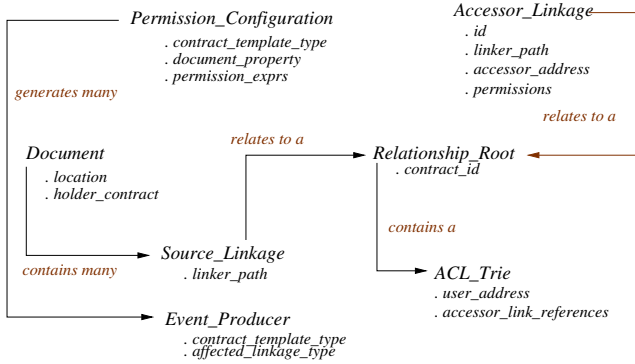 Permission_Configuration
. contract_template_type
. document_property
. permission_exprs
Accessor_Linkage
. id
. linker_path
. accessor_address
. permissions
generates many
relates to a
relates to a
Document
. location
. holder_contract
Relationship_Root
. contract_id
contains many
Source_Linkage
. linker_path
contains a
ACL_Trie
. user_address
. accessor_link_references
Event_Producer
. contract_template_type
. affected_linkage_type